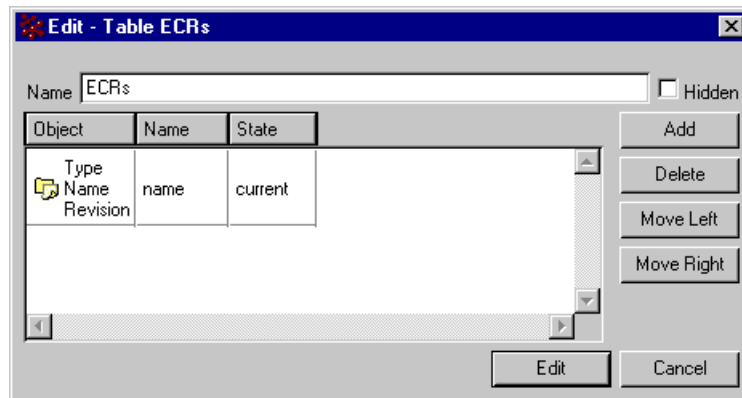 Edit - Table ECRs
Name ECRs Hidden
Object Name State Add
Type
Name name current
Revision
Delete
Move Left
Move Right
Edit Cancel